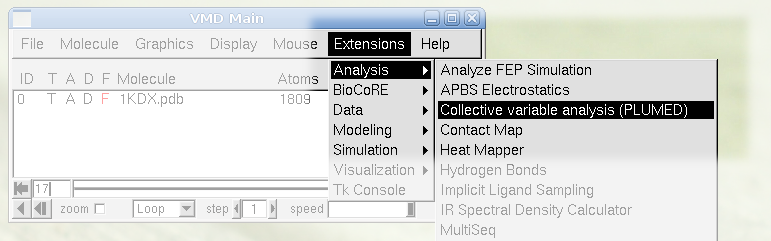 VMD Main
File Molecule Graphics Display Mouse Extensions Help
ID T A D F Molecule Atoms
0 T A D F 1KDX.pdb 1809
17
zoom Loop step 1 speed
Analysis
BioCoRE
Data
Modeling
Simulation
Visualization
Tk Console
Analyze FEP Simulation
APBS Electrostatics
Collective variable analysis (PLUMED)
Contact Map
Heat Mapper
Hydrogen Bonds
Implicit Ligand Sampling
IR Spectral Density Calculator
MultiSeq